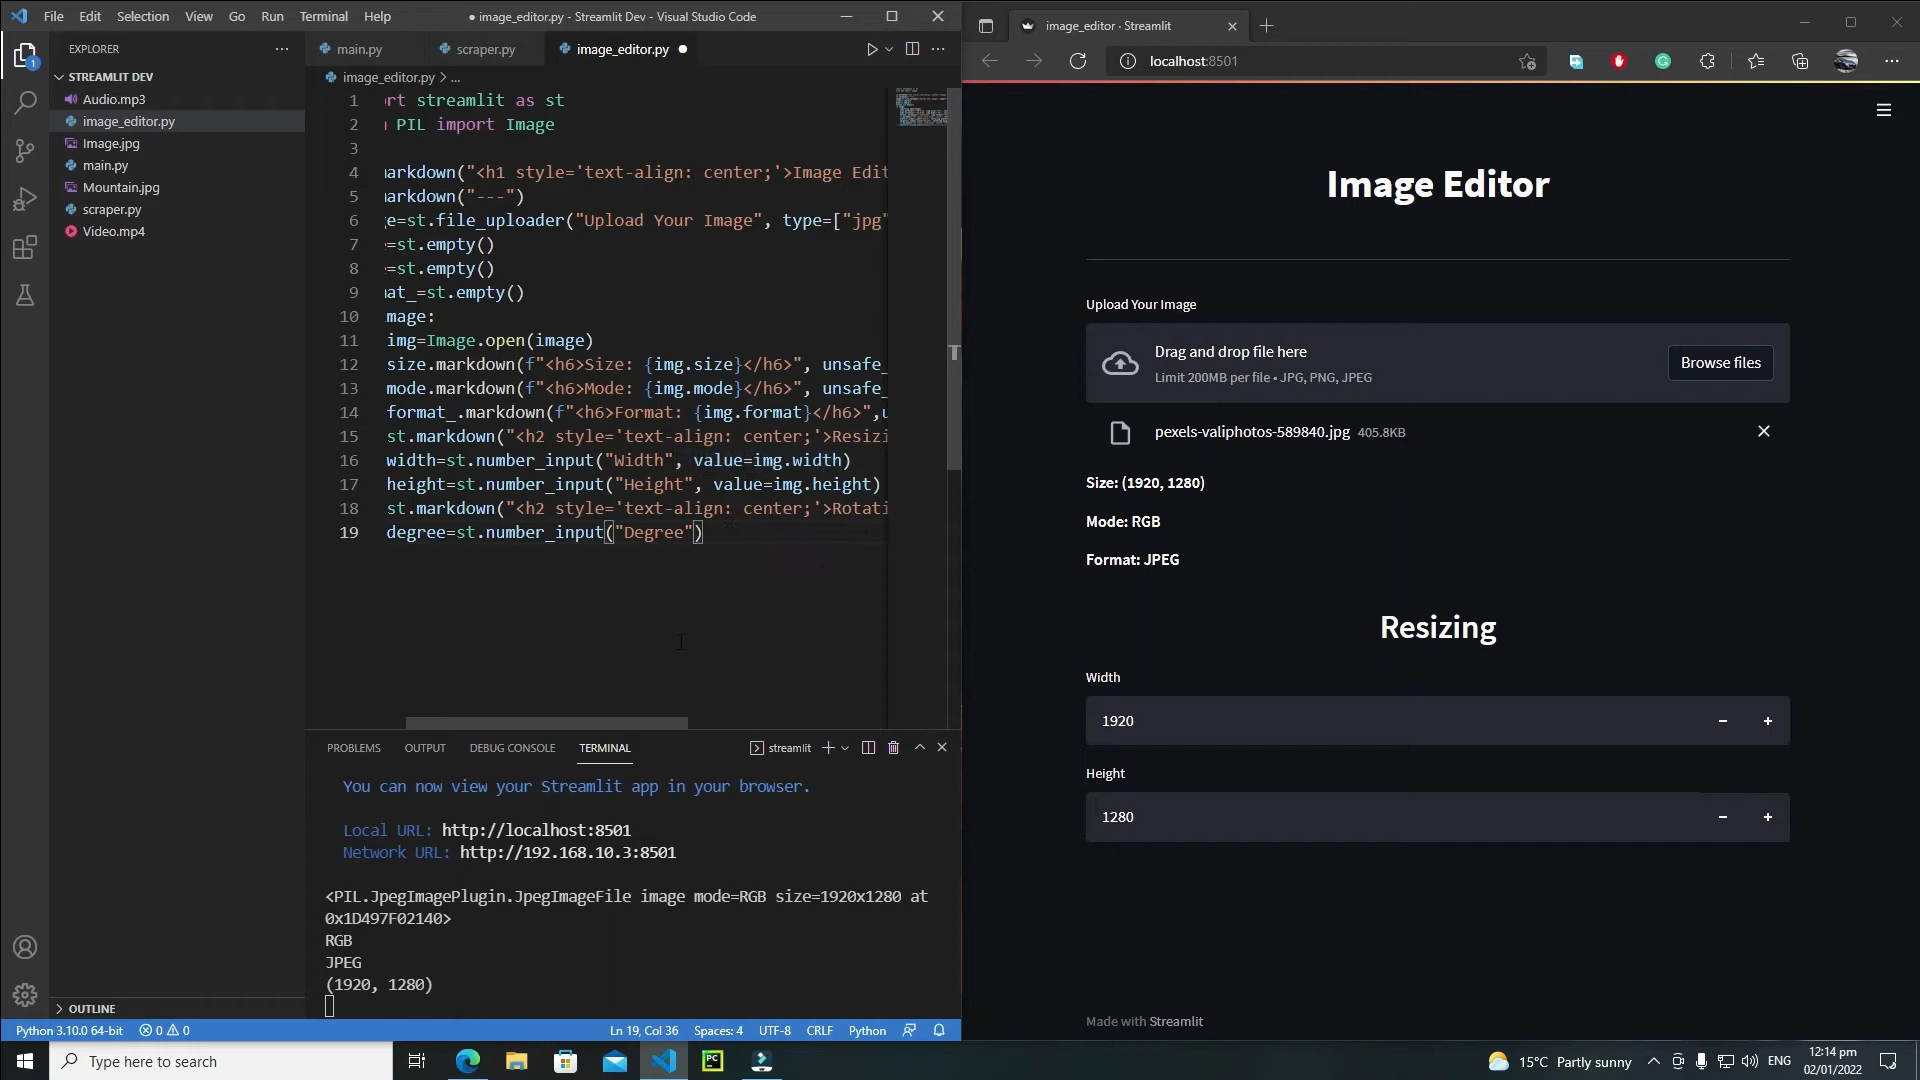 File Edit Selection View Go Run Terminal Help
● image_editor.py - Streamlit Dev - Visual Studio Code
EXPLORER
STREAMLIT DEV
Audio.mp3
image_editor.py
Image.jpg
main.py
Mountain.jpg
scraper.py
Video.mp4
OUTLINE
1
main.py
scraper.py
image_editor.py ●
image_editor.py > ...
1 rt streamlit as st
2 PIL import Image
3
4 arkdown("<h1 style='text-align: center;'>Image Edit
5 arkdown("---")
6 e=st.file_uploader("Upload Your Image", type=["jpg"
7 =st.empty()
8 =st.empty()
9 at_=st.empty()
10 mage:
11 img=Image.open(image)
12 size.markdown(f"<h6>Size: {img.size}</h6>", unsafe_
13 mode.markdown(f"<h6>Mode: {img.mode}</h6>", unsafe_
14 format_.markdown(f"<h6>Format: {img.format}</h6>",u
15 st.markdown("<h2 style='text-align: center;'>Resizi
16 width=st.number_input("Width", value=img.width)
17 height=st.number_input("Height", value=img.height)
18 st.markdown("<h2 style='text-align: center;'>Rotati
19 degree=st.number_input("Degree")
PROBLEMS OUTPUT DEBUG CONSOLE TERMINAL
streamlit
You can now view your Streamlit app in your browser.
Local URL: http://localhost:8501
Network URL: http://192.168.10.3:8501
<PIL.JpegImagePlugin.JpegImageFile image mode=RGB size=1920x1280 at
0x1D497F02140>
RGB
JPEG
(1920, 1280)
Python 3.10.0 64-bit 0 0
Ln 19, Col 36 Spaces: 4 UTF-8 CRLF Python
image_editor · Streamlit
localhost:8501
Image Editor
Upload Your Image
Drag and drop file here
Limit 200MB per file • JPG, PNG, JPEG
Browse files
pexels-valiphotos-589840.jpg 405.8KB
Size: (1920, 1280)
Mode: RGB
Format: JPEG
Resizing
Width
1920
Height
1280
Made with Streamlit
Type here to search
PC
15°C Partly sunny
ENG
12:14 pm
02/01/2022